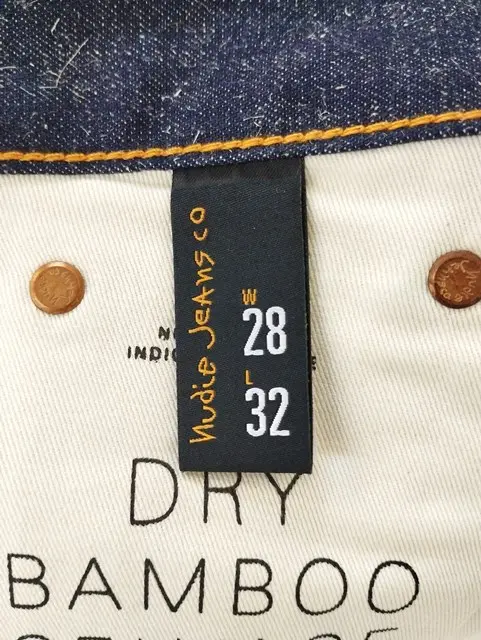 Nudie Jeans co
W
28
L
32
DRY
BAMBOO